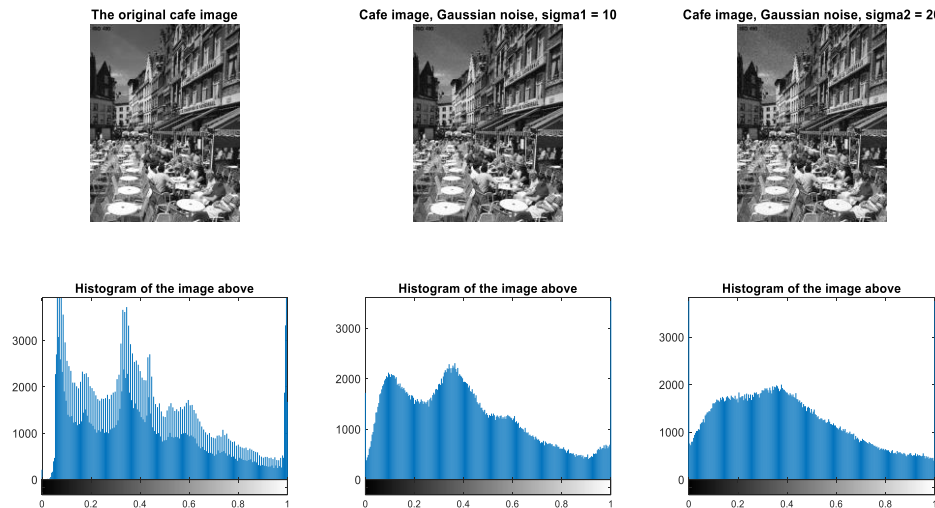 The original cafe image
Cafe image, Gaussian noise, sigma1 = 10
Cafe image, Gaussian noise, sigma2 = 20
Histogram of the image above
Histogram of the image above
Histogram of the image above
3000
2000
1000
0
0 0.2 0.4 0.6 0.8 1
3000
2000
1000
0
0 0.2 0.4 0.6 0.8 1
3000
2000
1000
0
0 0.2 0.4 0.6 0.8 1